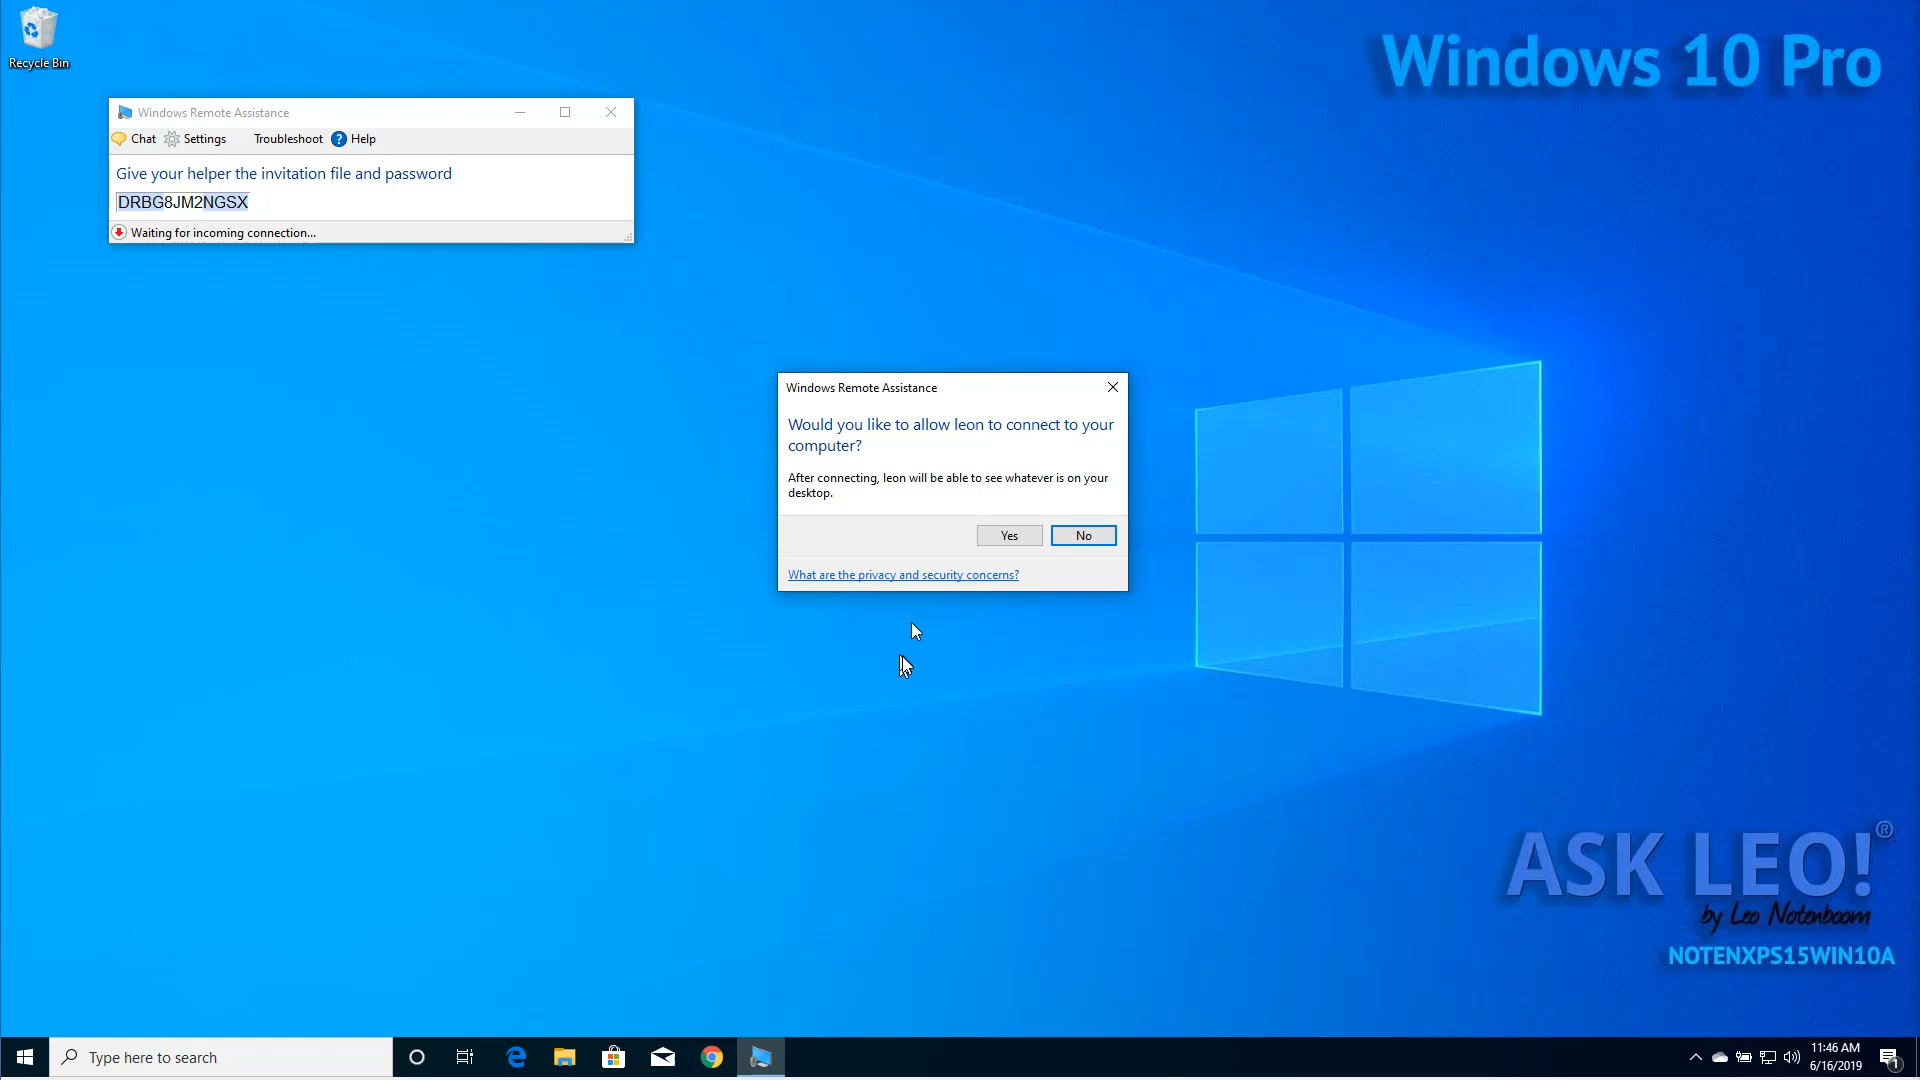 Recycle Bin
Windows 10 Pro
Windows Remote Assistance
Chat Settings Troubleshoot ? Help
Give your helper the invitation file and password
DRBG8JM2NGSX
Waiting for incoming connection...
Windows Remote Assistance
Would you like to allow leon to connect to your
computer?
After connecting, leon will be able to see whatever is on your
desktop.
Yes No
What are the privacy and security concerns?
ASK LEO!®
by Leo Notenboom
NOTENXPS15WIN10A
Type here to search
11:46 AM
6/16/2019
1